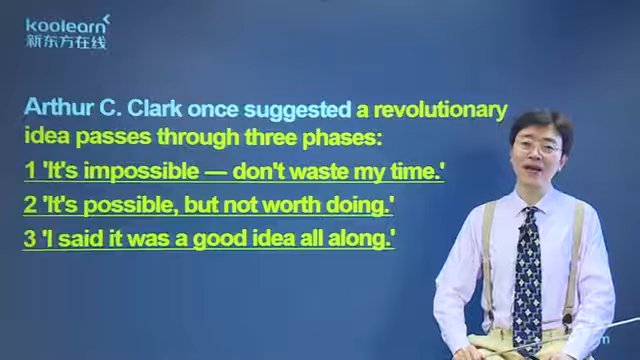 koolearn
新东方在线
Arthur C. Clark once suggested a revolutionary
idea passes through three phases:
1 'It's impossible — don't waste my time.'
2 'It's possible, but not worth doing.'
3 'I said it was a good idea all along.'